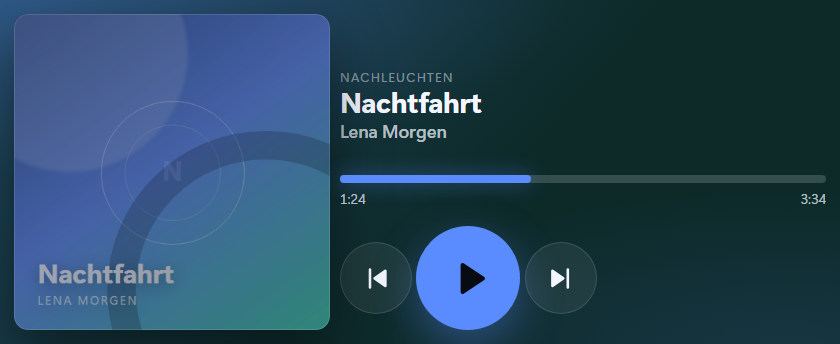 N
Nachtfahrt
LENA MORGEN
NACHLEUCHTEN
Nachtfahrt
Lena Morgen
1:24
3:34